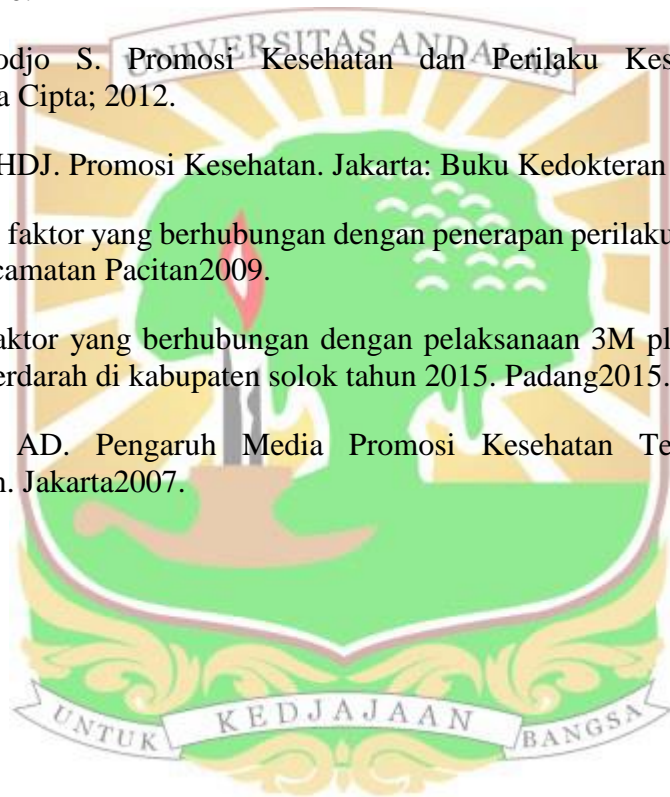 UNIVERSITAS ANDALAS
odjo S. Promosi Kesehatan dan Perilaku Kes
a Cipta; 2012.
HDJ. Promosi Kesehatan. Jakarta: Buku Kedokteran
faktor yang berhubungan dengan penerapan perilaku
camatan Pacitan2009.
aktor yang berhubungan dengan pelaksanaan 3M pl
erdarah di kabupaten solok tahun 2015. Padang2015.
AD. Pengaruh Media Promosi Kesehatan Te
n. Jakarta2007.
UNTUK KEDJAJAAN BANGSA